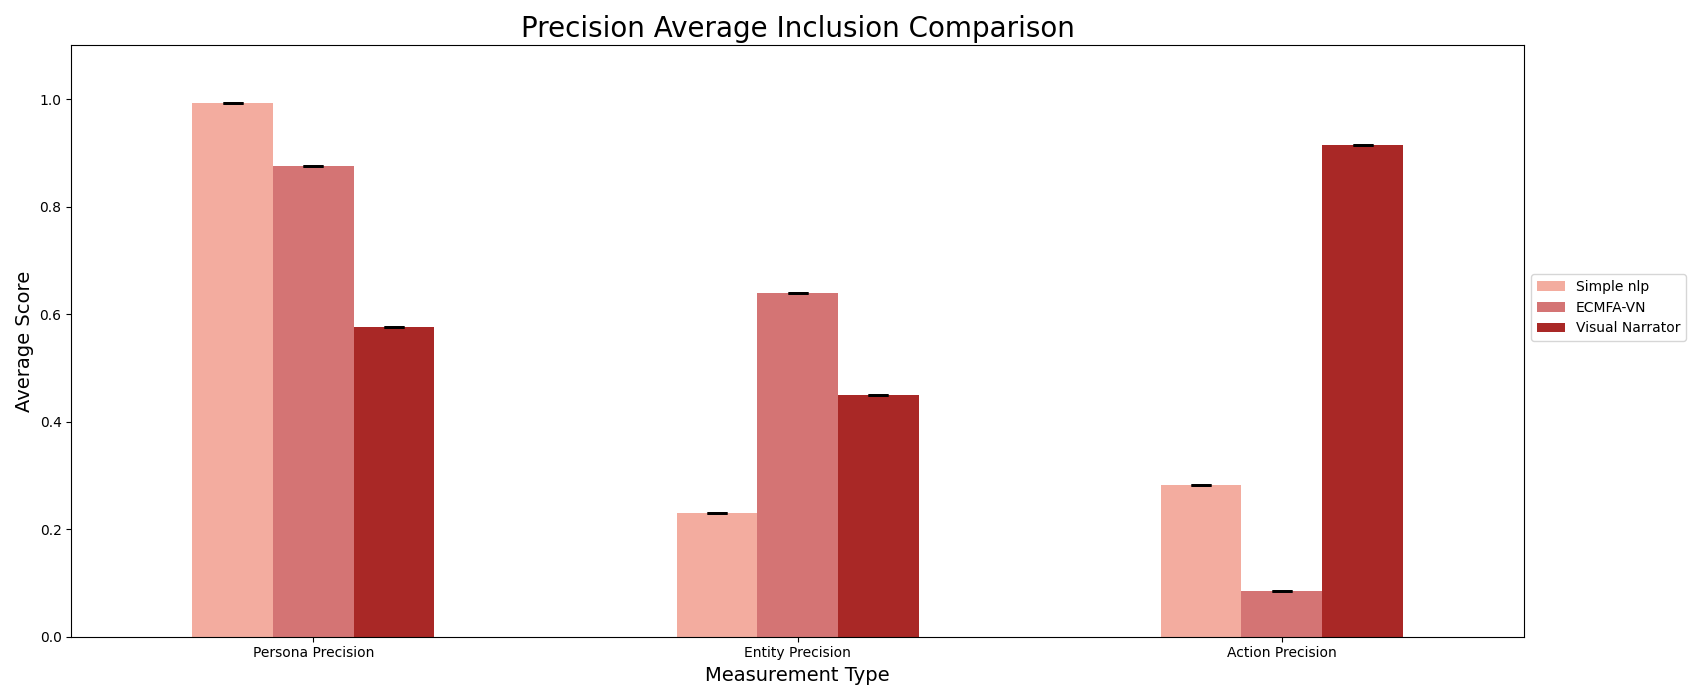 Precision Average Inclusion Comparison
Average Score
1.0
0.8
0.6
0.4
0.2
0.0
Persona Precision
Entity Precision
Action Precision
Measurement Type
Simple nlp
ECMFA-VN
Visual Narrator